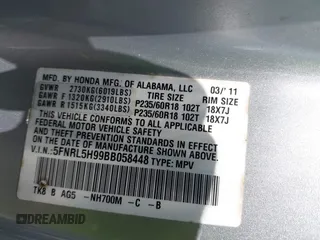 MFD. BY HONDA MFG. OF ALABAMA, LLC 03/'11
GVWR 2730KG(6019LBS) TIRE SIZE RIM SIZE
GAWR F 1320KG(2910LBS) P235/60R18 102T 18X7J
GAWR R 1515KG(3340LBS) P235/60R18 102T 18X7J
THIS VEHICLE CONFORMS TO ALL APPLICABLE FEDERAL MOTOR VEHICLE SAFETY AND THEFT PREVENTION STANDARDS IN EFFECT ON THE DATE OF MANUFACTURE SHOWN ABOVE.
V.I.N: 5FNRL5H99BB058448 TYPE: MPV
TK8 B AG5 -NH700M -C -B
DREAMBID